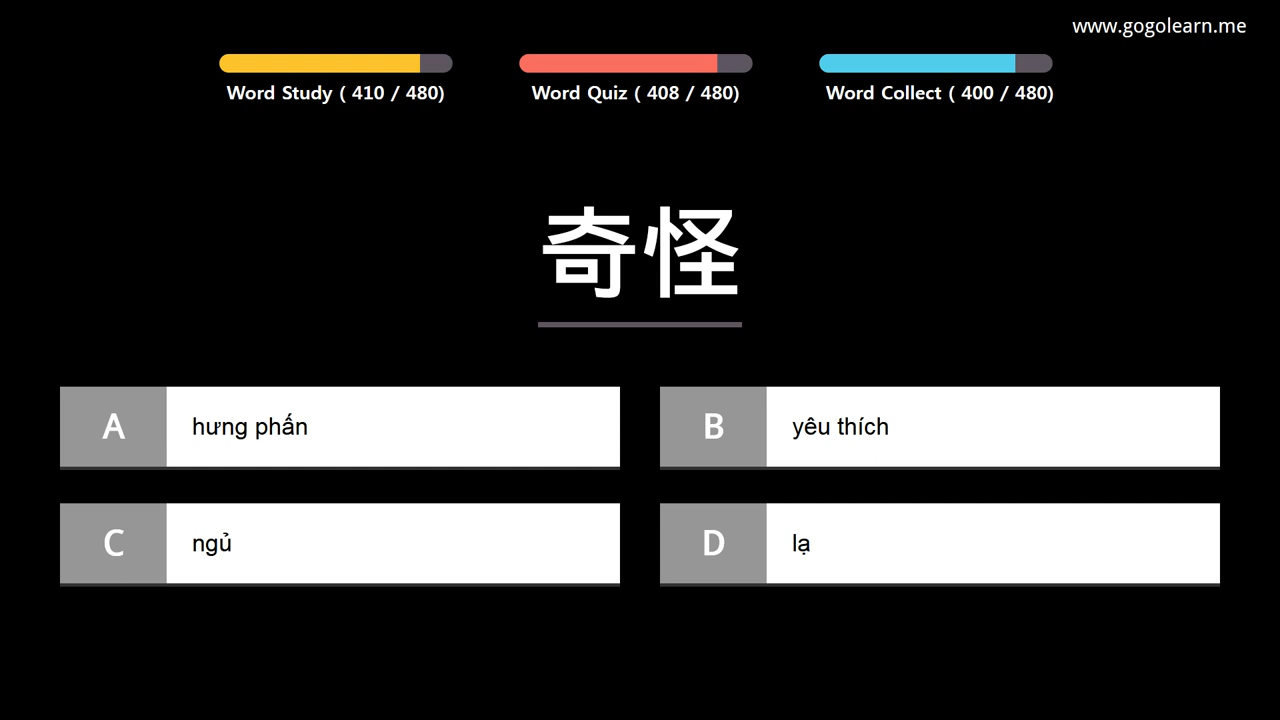 www.gogolearn.me
Word Study ( 410 / 480)
Word Quiz ( 408 / 480)
Word Collect ( 400 / 480)
奇怪
A hưng phấn
B yêu thích
C ngủ
D lạ